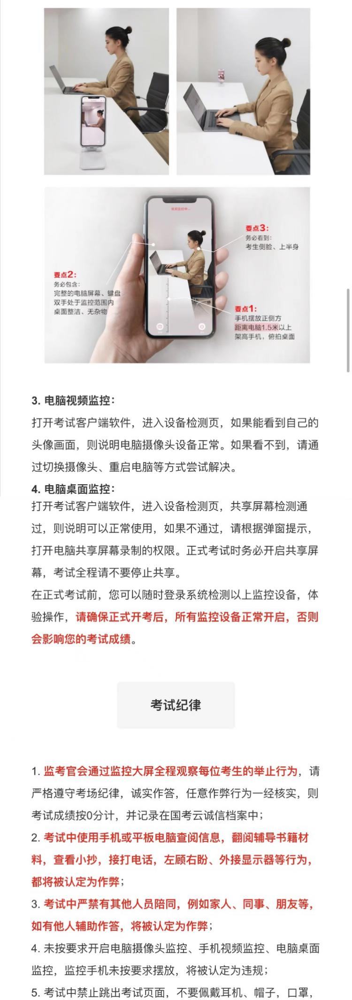 视频监控中...
要点3：
务必看到：
考生侧脸、上半身
要点2：
务必包含：
完整的电脑屏幕、键盘
双手处于监控范围内
桌面整洁、无杂物
要点1：
手机摆放正侧方
距离电脑1.5米以上
架高手机，俯拍桌面
3. 电脑视频监控：
打开考试客户端软件，进入设备检测页，如果能看到自己的
头像画面，则说明电脑摄像头设备正常。如果看不到，请通
过切换摄像头、重启电脑等方式尝试解决。
4. 电脑桌面监控：
打开考试客户端软件，进入设备检测页，共享屏幕检测通
过，则说明可以正常使用，如果不通过，请根据弹窗提示，
打开电脑共享屏幕录制的权限。正式考试时务必开启共享屏
幕，考试全程请不要停止共享。
在正式考试前，您可以随时登录系统检测以上监控设备，体
验操作，请确保正式开考后，所有监控设备正常开启，否则
会影响您的考试成绩。
考试纪律
1. 监考官会通过监控大屏全程观察每位考生的举止行为，请
严格遵守考场纪律，诚实作答，任意作弊行为一经核实，则
考试成绩按0分计，并记录在国考云诚信档案中；
2. 考试中使用手机或平板电脑查阅信息，翻阅辅导书籍材
料，查看小抄，接打电话，左顾右盼、外接显示器等行为，
都将被认定为作弊；
3. 考试中严禁有其他人员陪同，例如家人、同事、朋友等，
如有他人辅助作答，将被认定为作弊；
4. 未按要求开启电脑摄像头监控、手机视频监控、电脑桌面
监控，监控手机未按要求摆放，将被认定为违规；
5. 考试中禁止跳出考试页面，不要佩戴耳机、帽子，口罩，